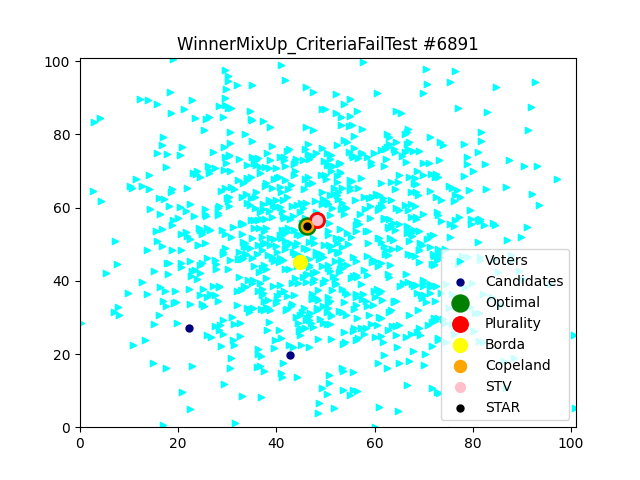 WinnerMixUp_CriteriaFailTest #6891
100
80
60
40
20
0
0 20 40 60 80 100
Voters
Candidates
Optimal
Plurality
Borda
Copeland
STV
STAR